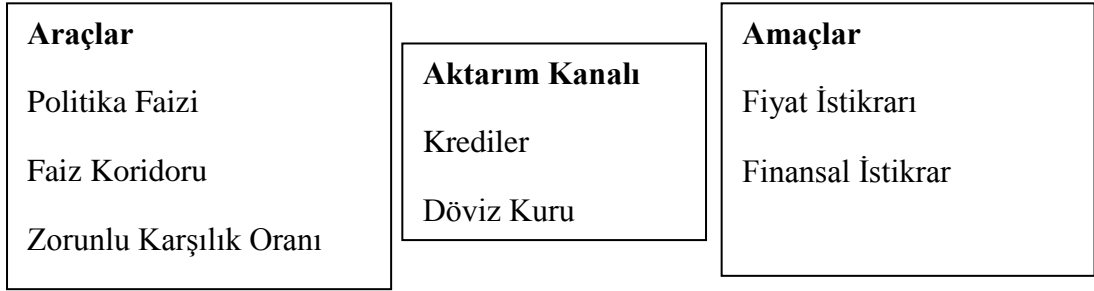 Araçlar
Politika Faizi
Faiz Koridoru
Zorunlu Karşılık Oranı
Aktarım Kanalı
Krediler
Döviz Kuru
Amaçlar
Fiyat İstikrarı
Finansal İstikrar